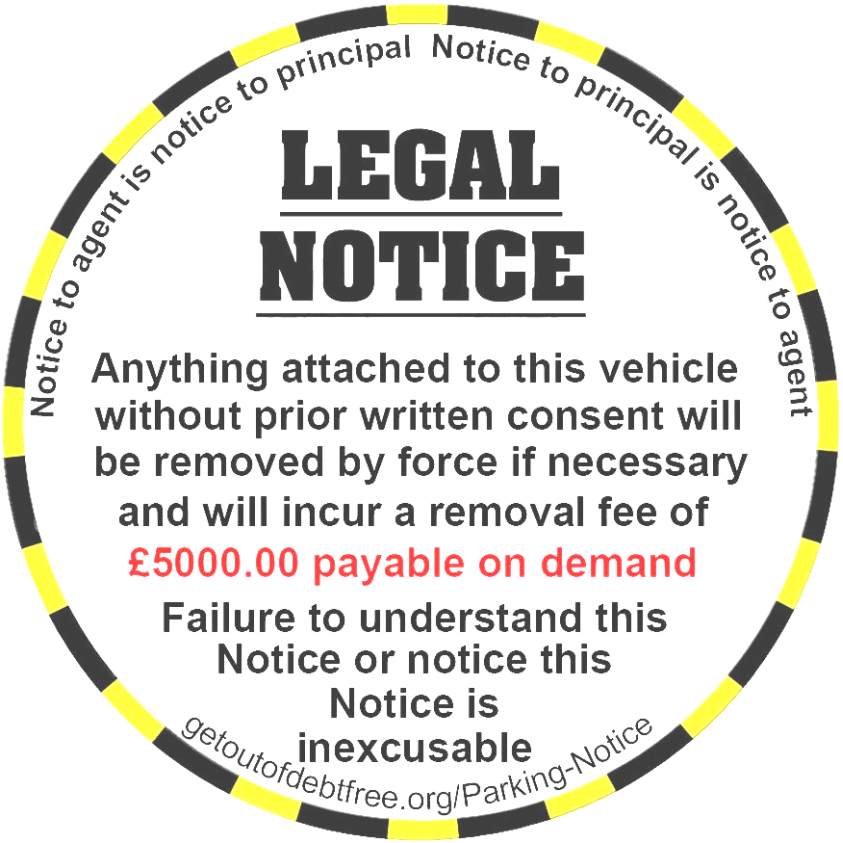 Notice to agent is notice to principal Notice to principal is notice to agent
LEGAL
NOTICE
Anything attached to this vehicle
without prior written consent will
be removed by force if necessary
and will incur a removal fee of
£5000.00 payable on demand
Failure to understand this
Notice or notice this
Notice is
inexcusable
getoutofdebtfree.org/Parking-Notice